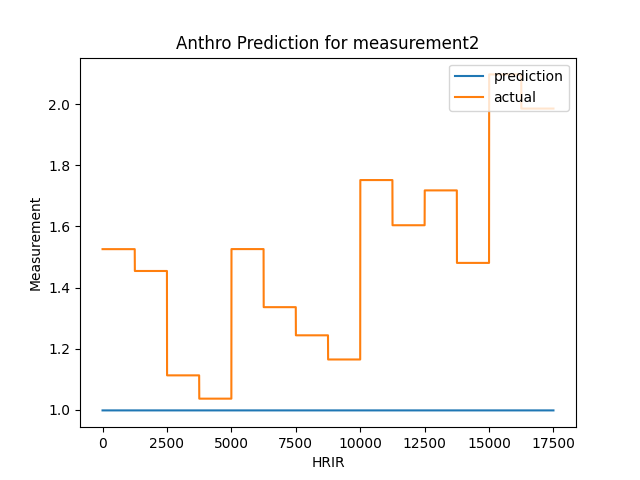 Anthro Prediction for measurement2
prediction
actual
2.0
1.8
1.6
1.4
1.2
1.0
Measurement
0 2500 5000 7500 10000 12500 15000 17500
HRIR